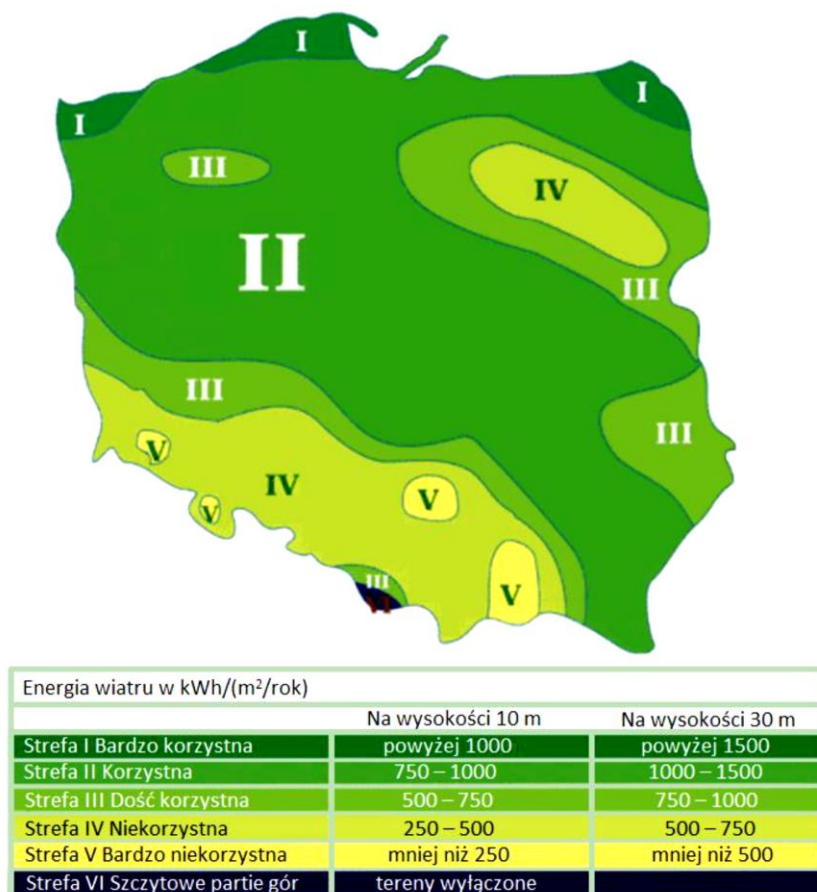 I
I
I
III
IV
II
III
III
III
V
IV
V
V
III
VI
V
Energia wiatru w kWh/(m²/rok)
Na wysokości 10 m Na wysokości 30 m
Strefa I Bardzo korzystna powyżej 1000 powyżej 1500
Strefa II Korzystna 750 – 1000 1000 – 1500
Strefa III Dość korzystna 500 – 750 750 – 1000
Strefa IV Niekorzystna 250 – 500 500 – 750
Strefa V Bardzo niekorzystna mniej niż 250 mniej niż 500
Strefa VI Szczytowe partie gór tereny wyłączone